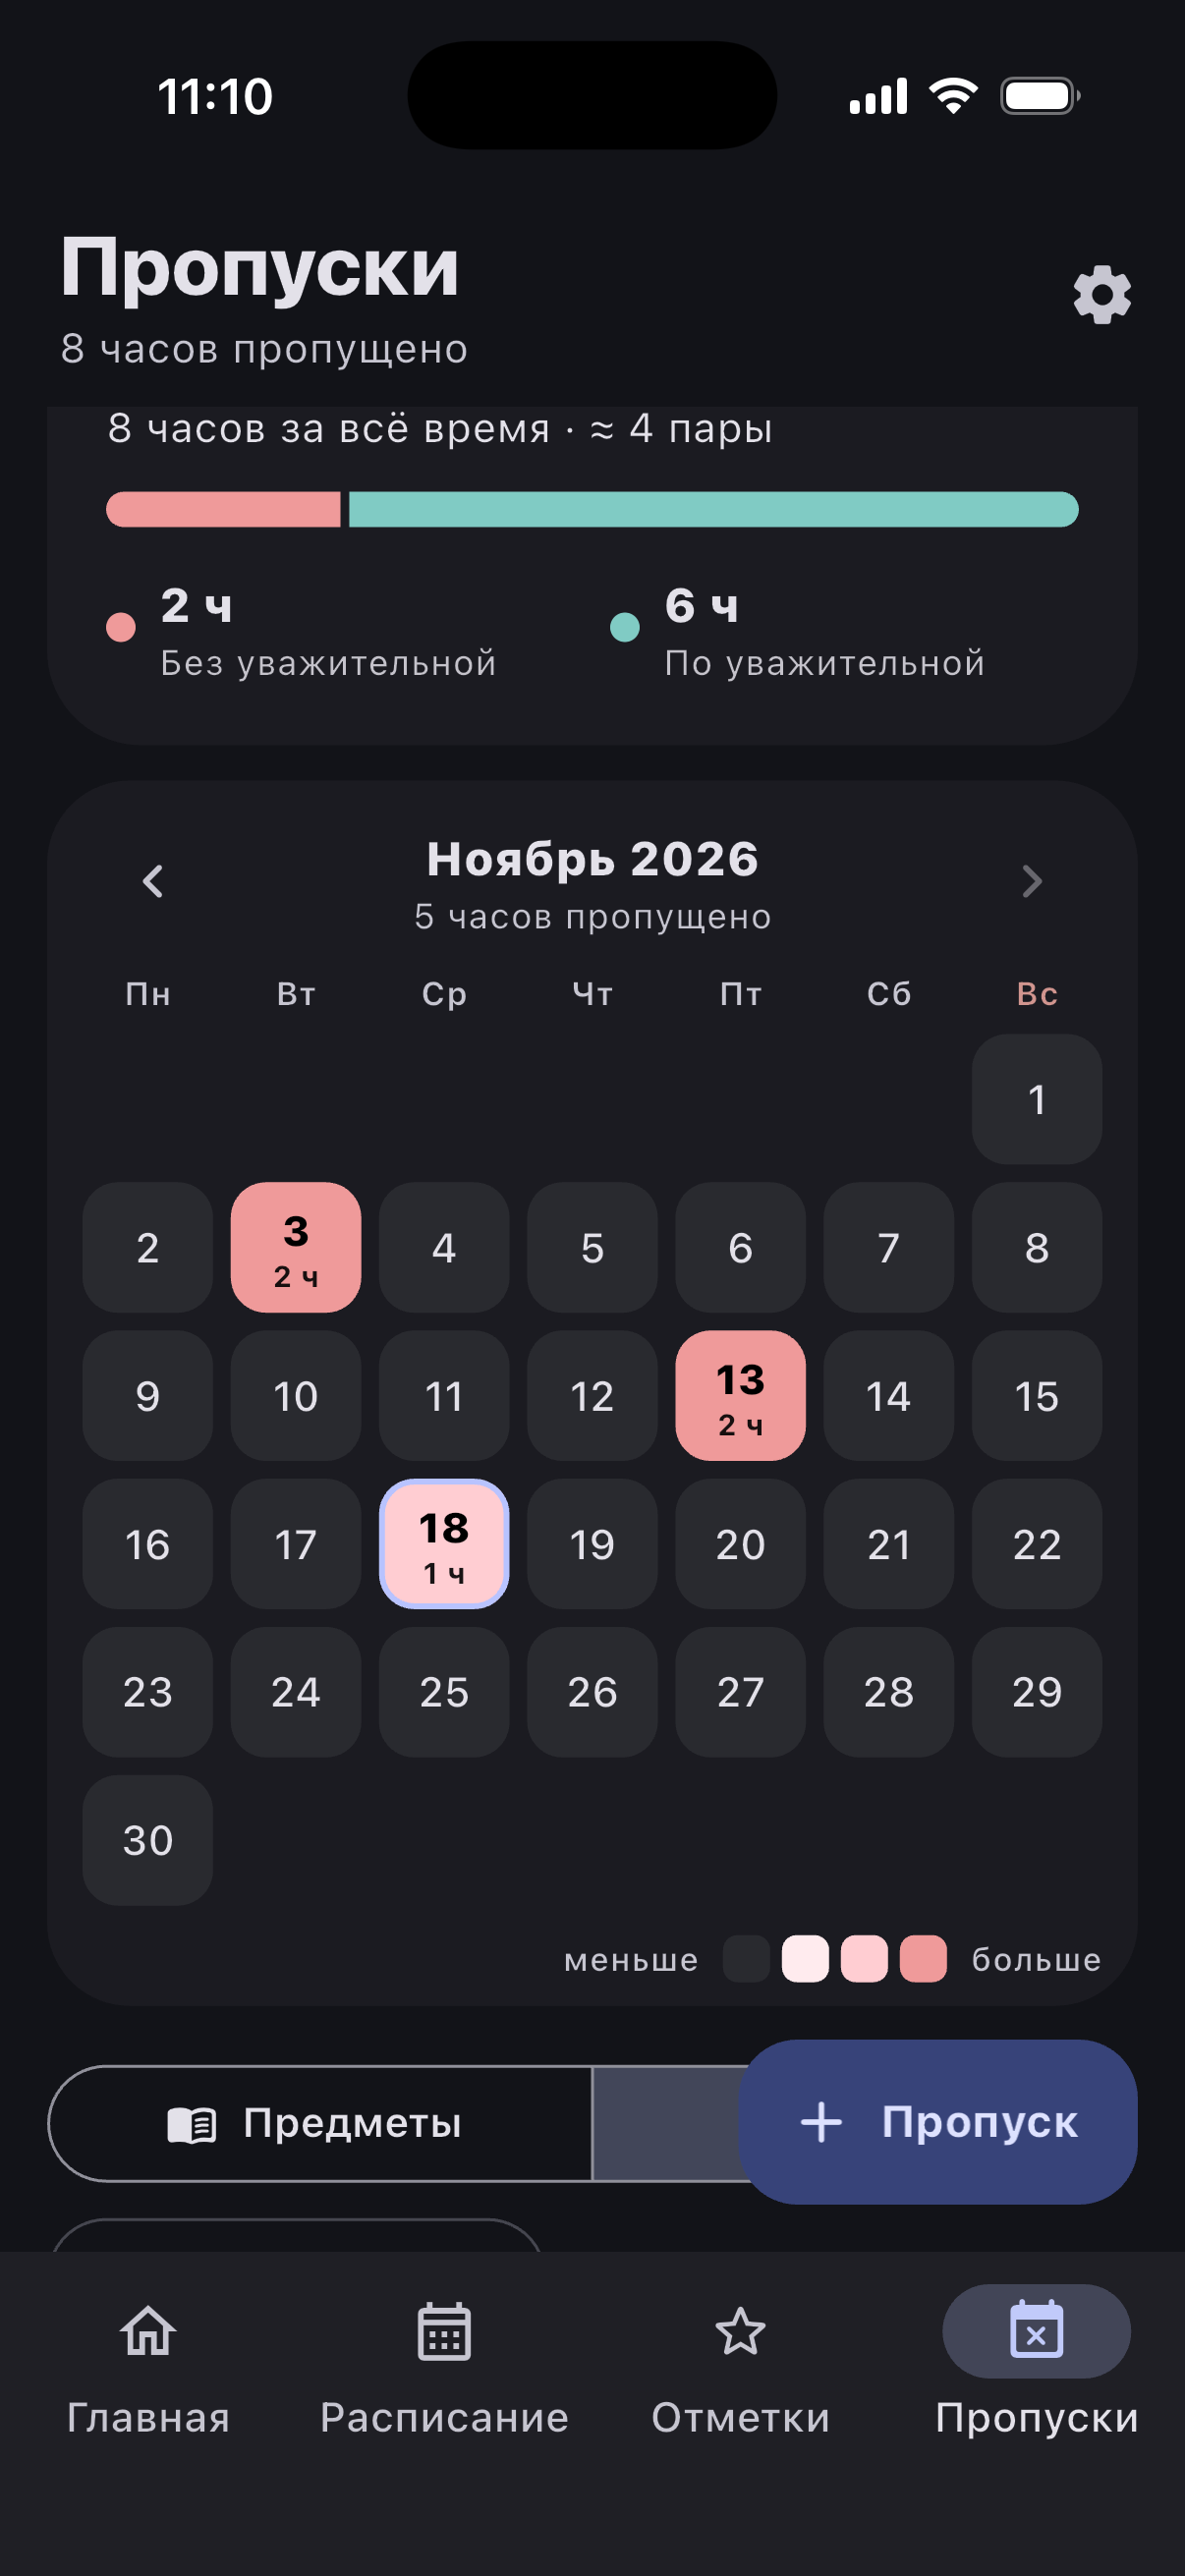 11:10
Пропуски
8 часов пропущено
8 часов за всё время · ≈ 4 пары
2 ч
Без уважительной
6 ч
По уважительной
Ноябрь 2026
5 часов пропущено
Пн Вт Ср Чт Пт Сб Вс
1
2 3 4 5 6 7 8
2 ч
9 10 11 12 13 14 15
2 ч
16 17 18 19 20 21 22
1 ч
23 24 25 26 27 28 29
30
меньше больше
Предметы
Пропуск
Главная Расписание Отметки Пропуски